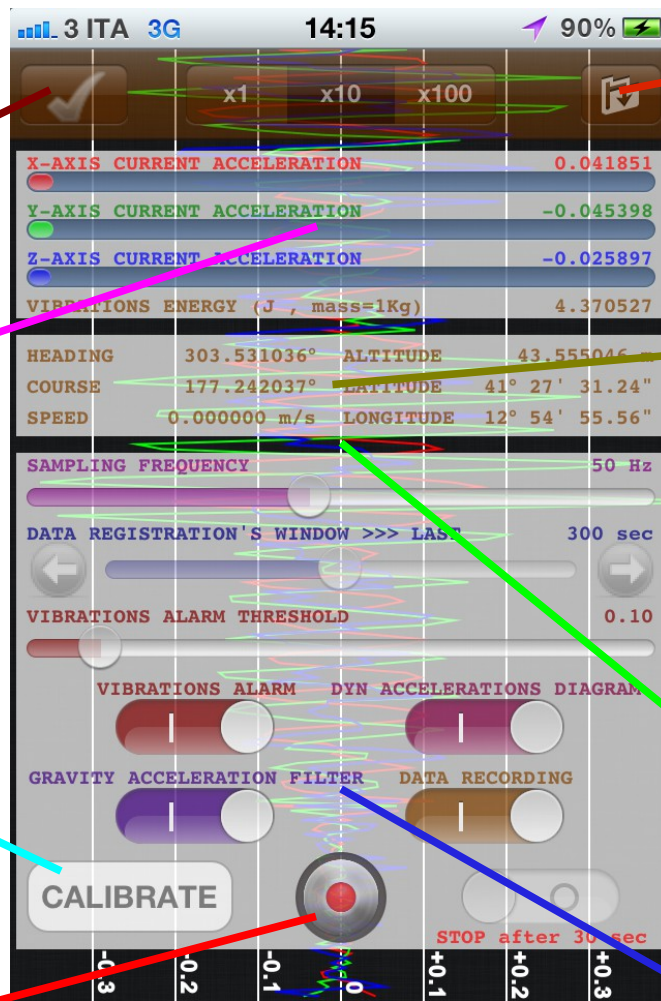 3 ITA 3G 14:15 90%
x1 x10 x100
X-AXIS CURRENT ACCELERATION 0.041851
Y-AXIS CURRENT ACCELERATION -0.045398
Z-AXIS CURRENT ACCELERATION -0.025897
VIBRATIONS ENERGY (J , mass=1Kg) 4.370527
HEADING 303.531036° ALTITUDE 43.555046 m
COURSE 177.242037° LATITUDE 41° 27' 31.24"
SPEED 0.000000 m/s LONGITUDE 12° 54' 55.56"
SAMPLING FREQUENCY 50 Hz
DATA REGISTRATION'S WINDOW >>> LAST 300 sec
VIBRATIONS ALARM THRESHOLD 0.10
VIBRATIONS ALARM DYN ACCELERATIONS DIAGRAM
GRAVITY ACCELERATION FILTER DATA RECORDING
CALIBRATE
STOP after 30 sec
-0.3 -0.2 -0.1 0 +0.1 +0.2 +0.3